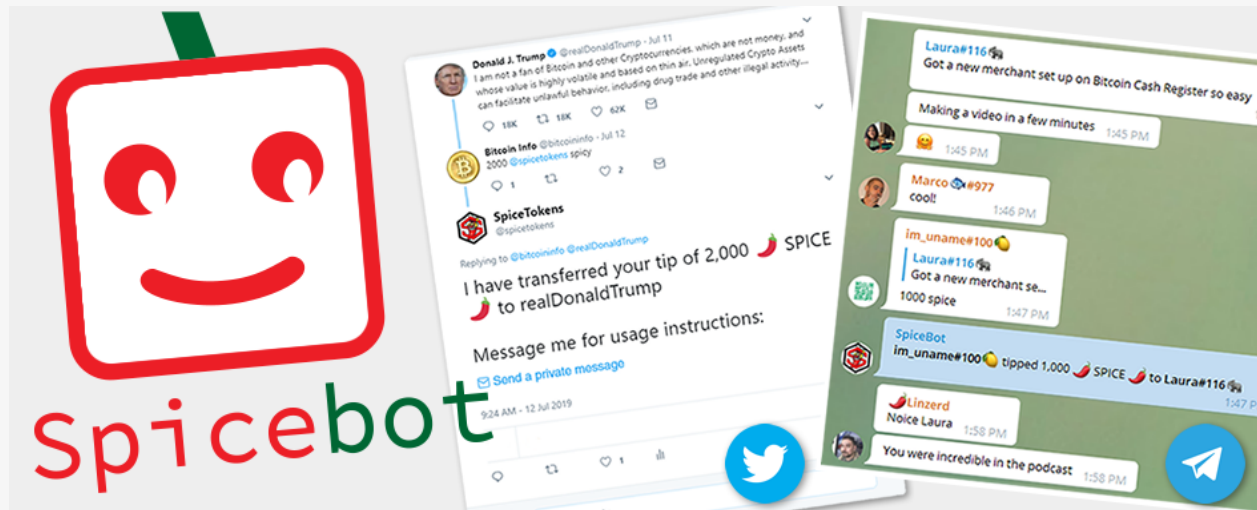 Spicebot
Donald J. Trump @realDonaldTrump - Jul 11
I am not a fan of Bitcoin and other Cryptocurrencies, which are not money, and
whose value is highly volatile and based on thin air. Unregulated Crypto Assets
can facilitate unlawful behavior, including drug trade and other illegal activity....
18K 18K 62K
Bitcoin Info @bitcoininfo - Jul 12
2000 @spicetokens spicy
1 2
SpiceTokens
@spicetokens
Replying to @bitcoininfo @realDonaldTrump
I have transferred your tip of 2,000 🌶️ SPICE
🌶️ to realDonaldTrump
Message me for usage instructions:
Send a private message
9:24 AM - 12 Jul 2019
1
Laura#116🦓
Got a new merchant set up on Bitcoin Cash Register so easy
Making a video in a few minutes 1:45 PM
🤗 1:45 PM
Marco🐟#977
cool!
1:46 PM
im_uname#100🍋
Laura#116🦓
Got a new merchant se...
1000 spice
1:47 PM
SpiceBot
im_uname#100🍋 tipped 1,000 🌶️ SPICE 🌶️ to Laura#116🦓
1:47 P
🌶️Linzerd
Noice Laura 1:58 PM
You were incredible in the podcast 1:58 PM